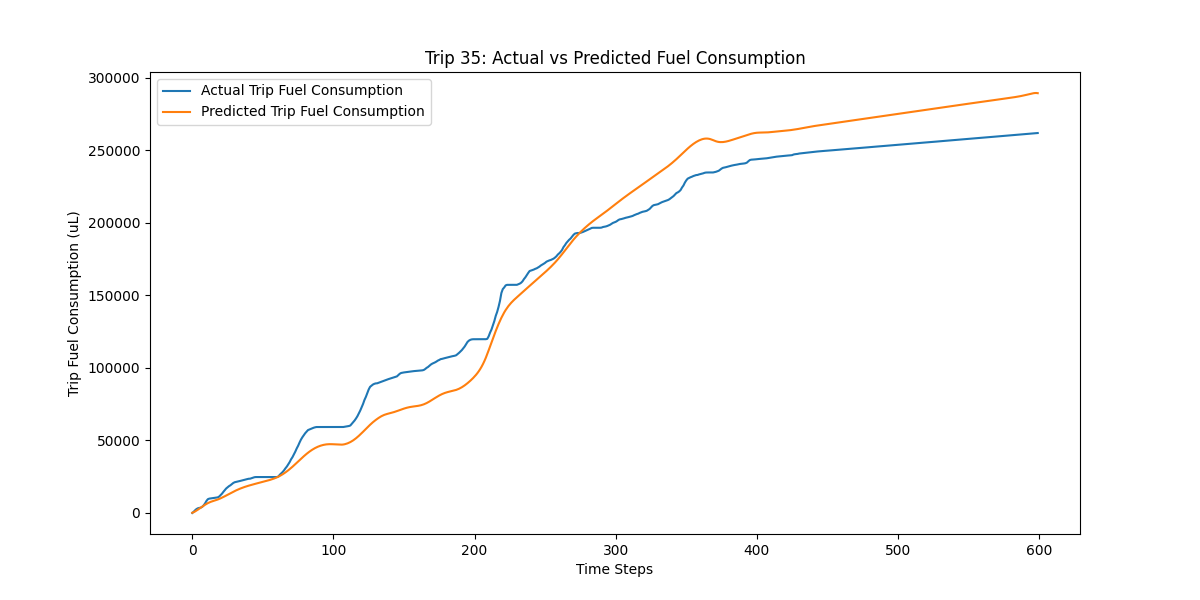 Trip 35: Actual vs Predicted Fuel Consumption
Actual Trip Fuel Consumption
Predicted Trip Fuel Consumption
Trip Fuel Consumption (uL)
300000
250000
200000
150000
100000
50000
0
0 100 200 300 400 500 600
Time Steps